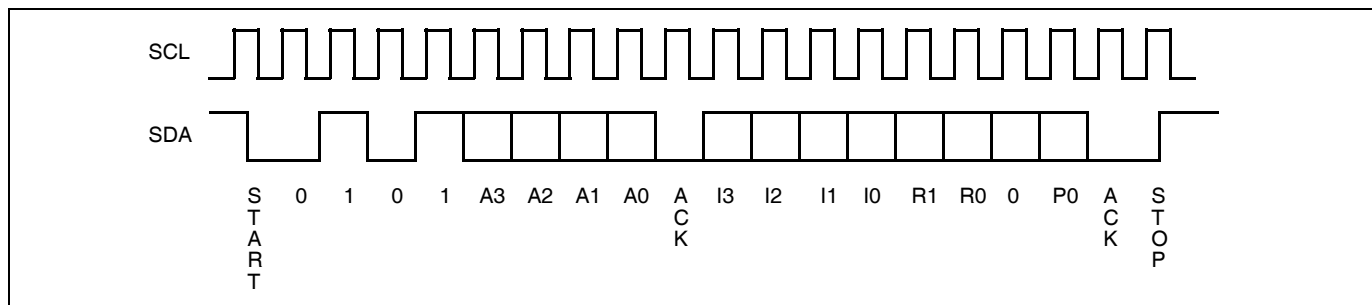 SCL
SDA
START 0 1 0 1 A3 A2 A1 A0 ACK I3 I2 I1 I0 R1 R0 0 P0 ACK STOP